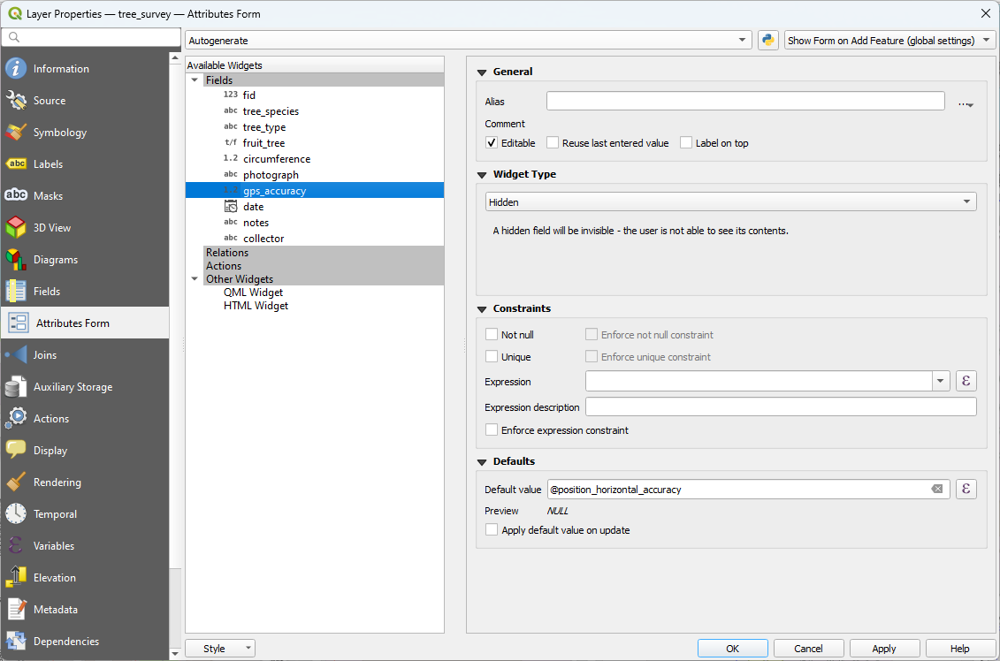 Layer Properties — tree_survey — Attributes Form
Information
Source
Symbology
abc Labels
abc Masks
3D View
Diagrams
Fields
Attributes Form
Joins
Auxiliary Storage
Actions
Display
Rendering
Temporal
Variables
Elevation
Metadata
Dependencies
Autogenerate
Show Form on Add Feature (global settings)
Available Widgets
Fields
123 fid
abc tree_species
abc tree_type
t/f fruit_tree
1.2 circumference
abc photograph
1.2 gps_accuracy
date
abc notes
abc collector
Relations
Actions
Other Widgets
QML Widget
HTML Widget
General
Alias
...
Comment
Editable Reuse last entered value Label on top
Widget Type
Hidden
A hidden field will be invisible - the user is not able to see its contents.
Constraints
Not null Enforce not null constraint
Unique Enforce unique constraint
Expression ε
Expression description
Enforce expression constraint
Defaults
Default value @position_horizontal_accuracy ε
Preview NULL
Apply default value on update
Style OK Cancel Apply Help